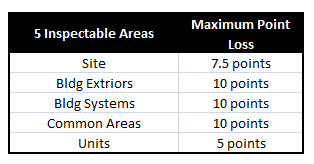 5 Inspectable Areas Maximum Point Loss
Site 7.5 points
Bldg Extriors 10 points
Bldg Systems 10 points
Common Areas 10 points
Units 5 points